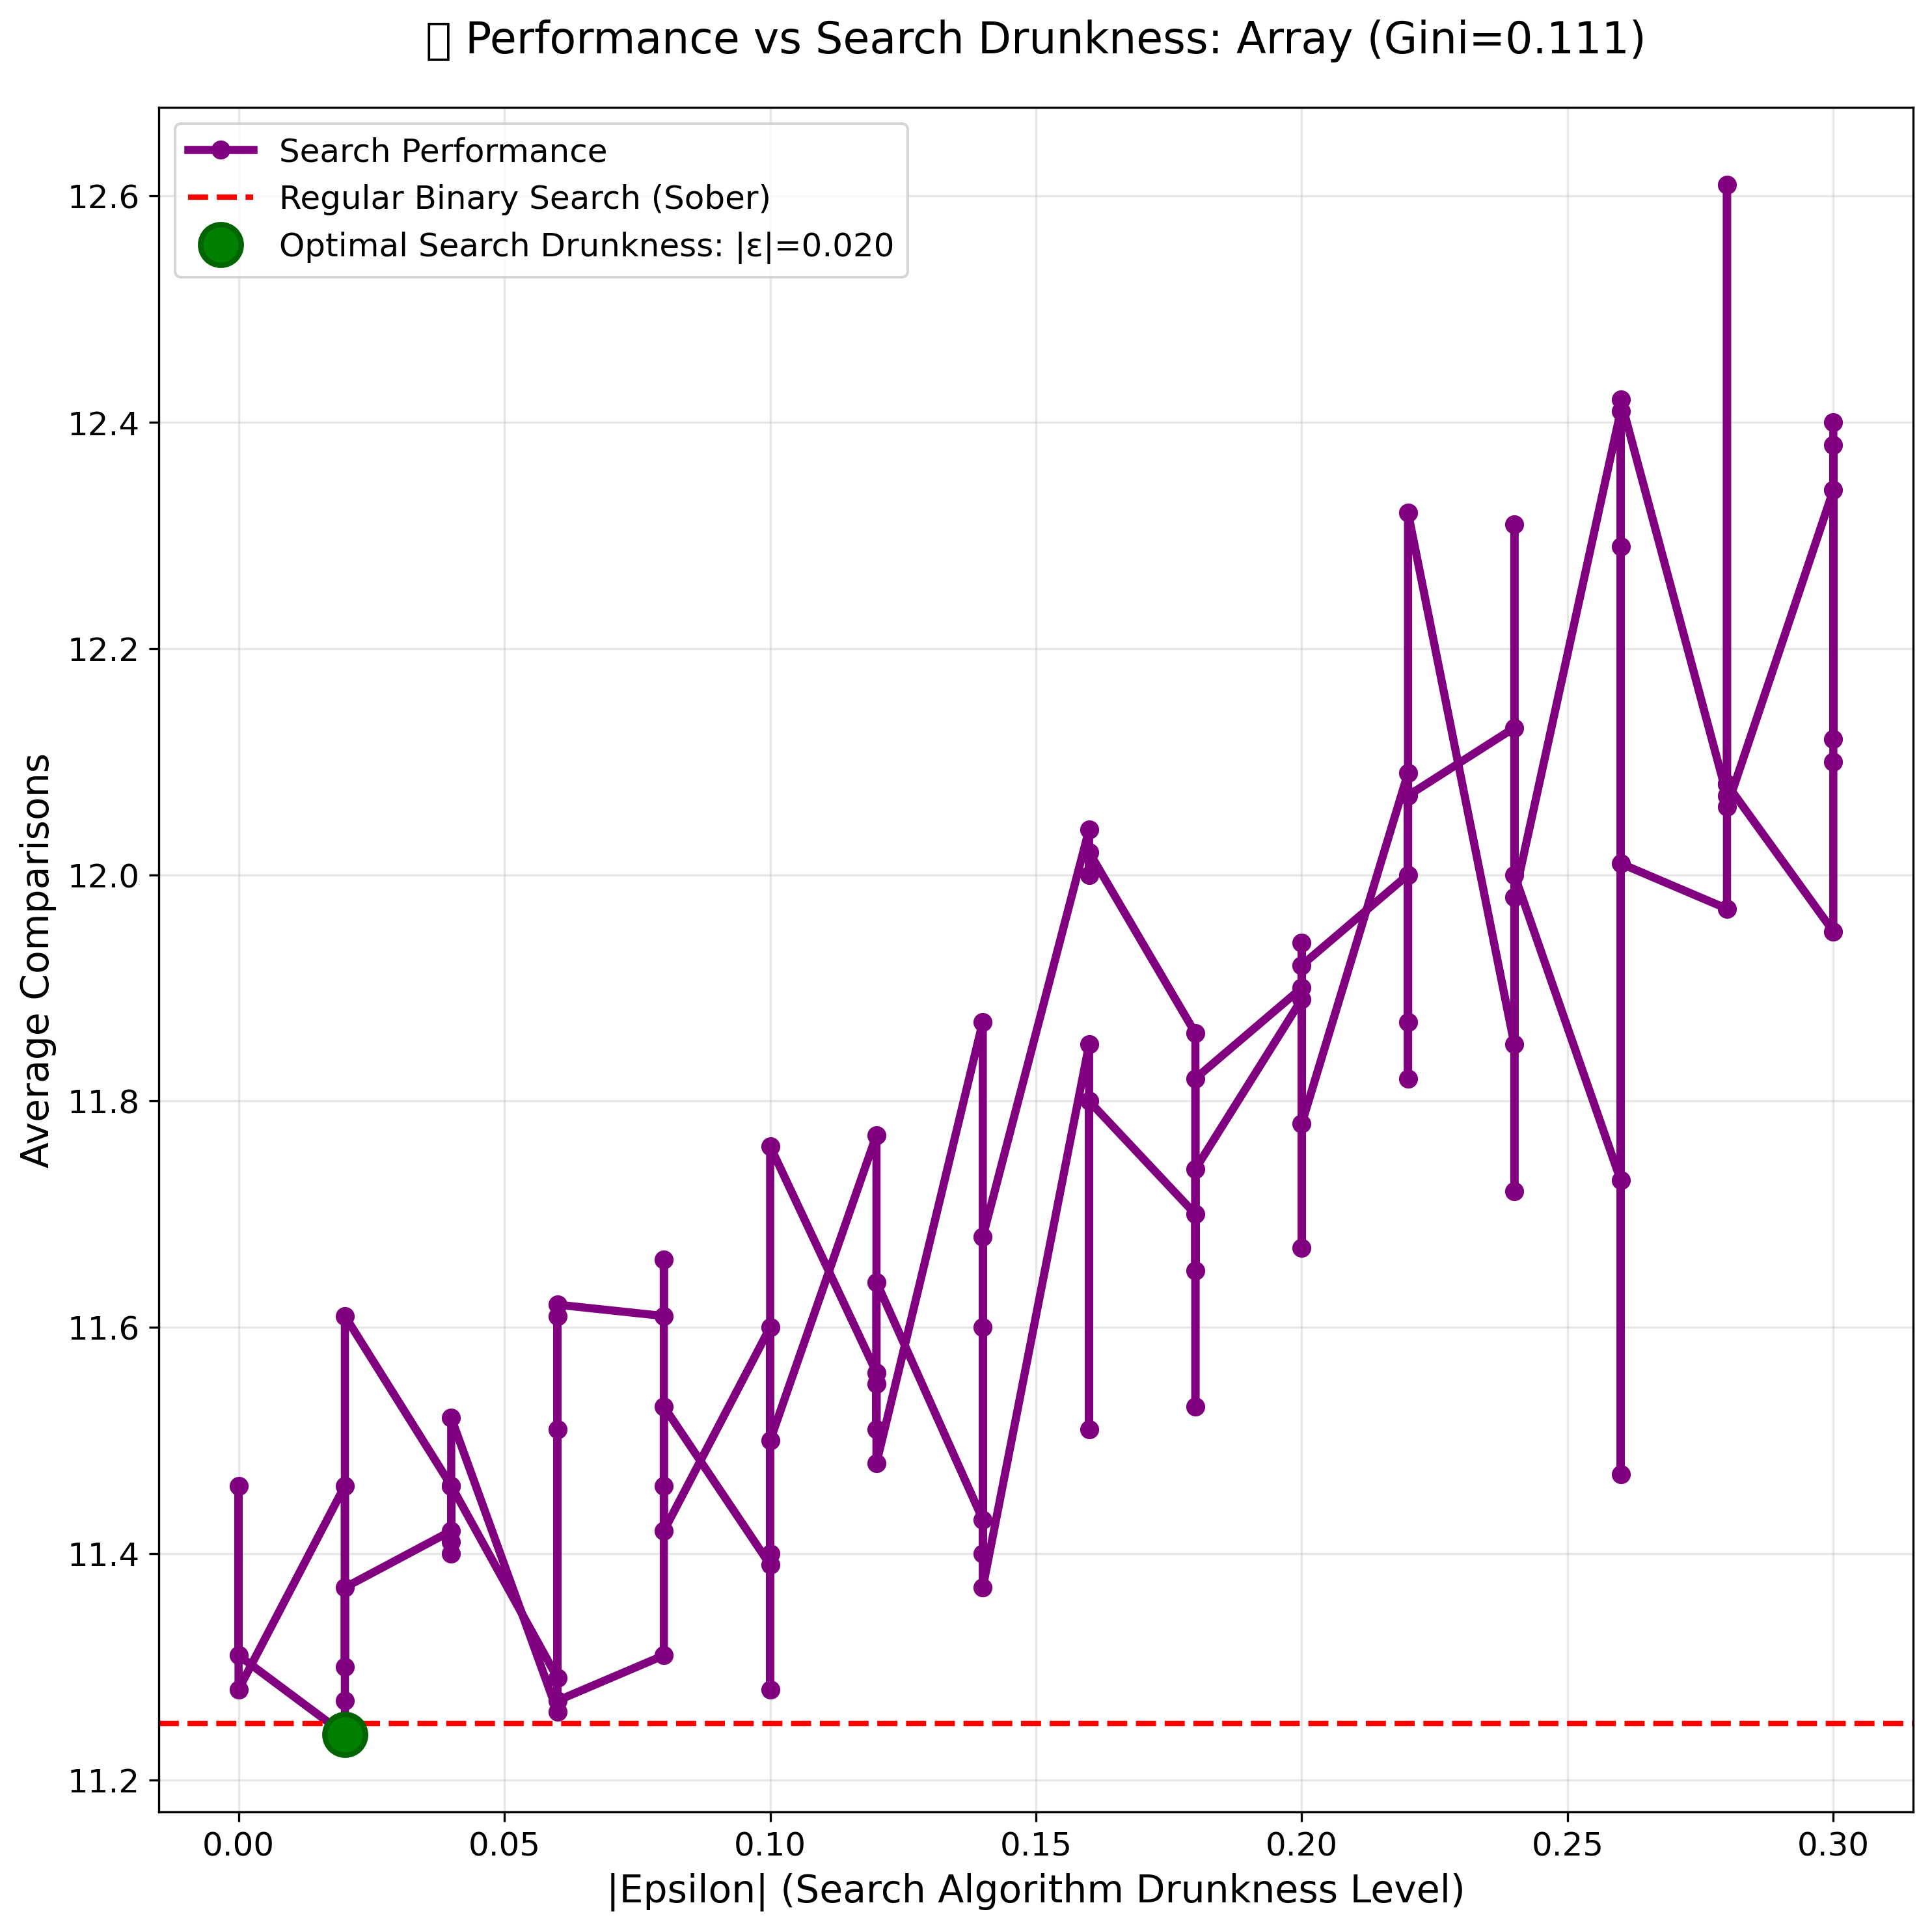 ▯ Performance vs Search Drunkness: Array (Gini=0.111)
Search Performance
Regular Binary Search (Sober)
Optimal Search Drunkness: |ε|=0.020
12.6
12.4
12.2
12.0
11.8
11.6
11.4
11.2
Average Comparisons
0.00 0.05 0.10 0.15 0.20 0.25 0.30
|Epsilon| (Search Algorithm Drunkness Level)